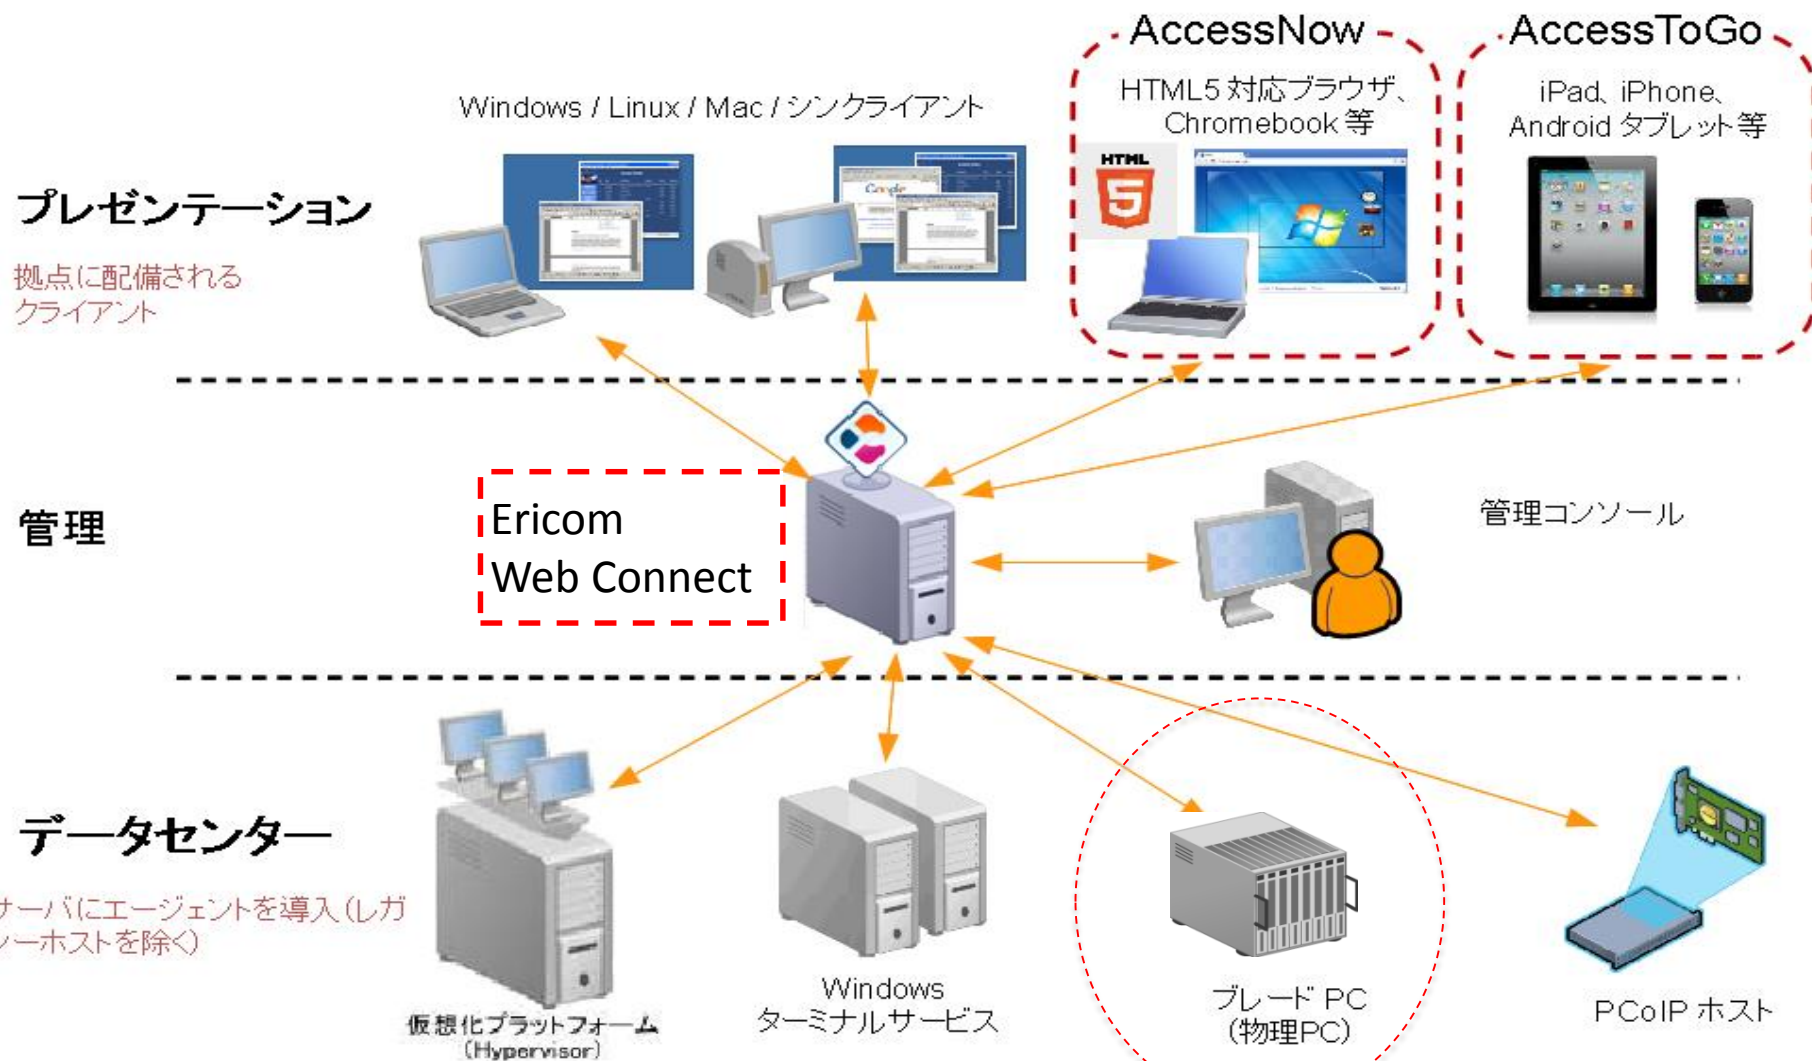 AccessNow
AccessToGo
Windows / Linux / Mac / シンクライアント
HTML5 対応ブラウザ、
Chromebook 等
iPad、iPhone、
Android タブレット等
HTML
5
Google
プレゼンテーション
拠点に配備される
クライアント
管理
Ericom
Web Connect
管理コンソール
データセンター
サーバにエージェントを導入(レガ
シーホストを除く)
仮想化プラットフォーム
(Hypervisor)
Windows
ターミナルサービス
ブレード PC
(物理PC)
PCoIP ホスト